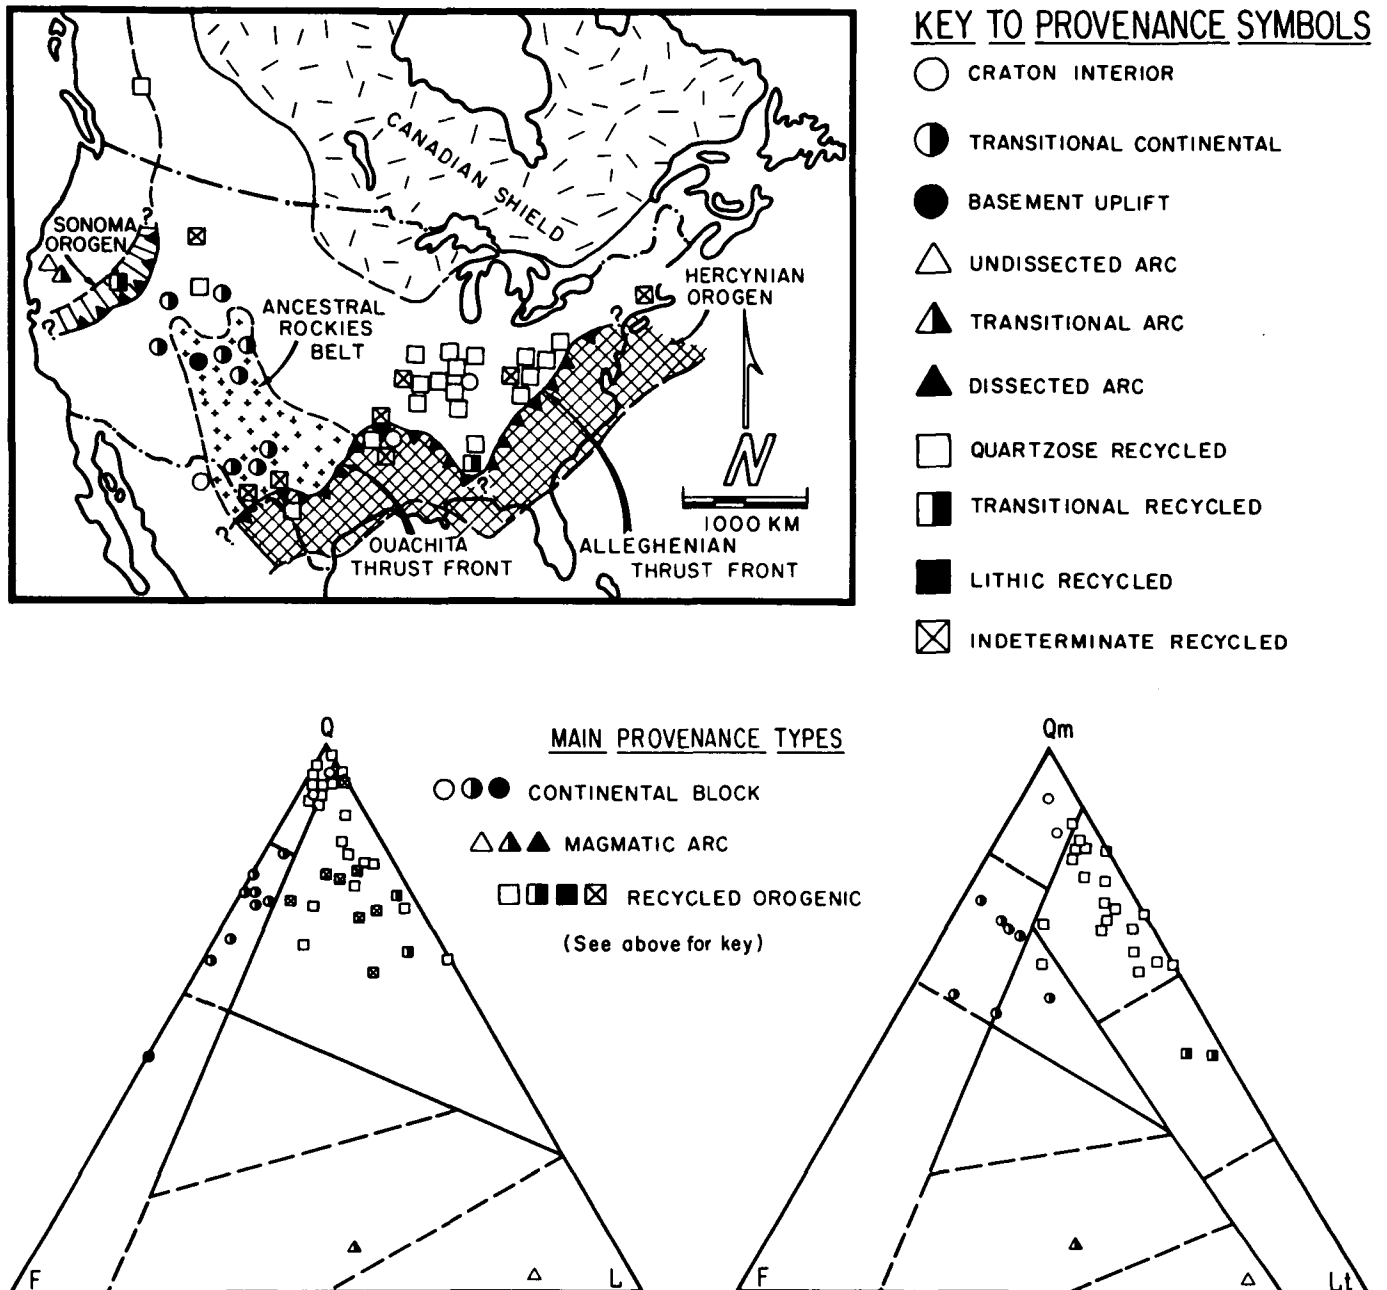 KEY TO PROVENANCE SYMBOLS
CRATON INTERIOR
TRANSITIONAL CONTINENTAL
BASEMENT UPLIFT
UNDISSECTED ARC
TRANSITIONAL ARC
DISSECTED ARC
QUARTZOSE RECYCLED
TRANSITIONAL RECYCLED
LITHIC RECYCLED
INDETERMINATE RECYCLED
CANADIAN SHIELD
SONOMA
OROGEN
?
?
ANCESTRAL
ROCKIES
BELT
HERCYNIAN
OROGEN
?
?
?
N
1000 KM
OUACHITA
THRUST FRONT
ALLEGHENIAN
THRUST FRONT
MAIN PROVENANCE TYPES
CONTINENTAL BLOCK
MAGMATIC ARC
RECYCLED OROGENIC
(See above for key)
Q
F
L
Qm
F
Lt